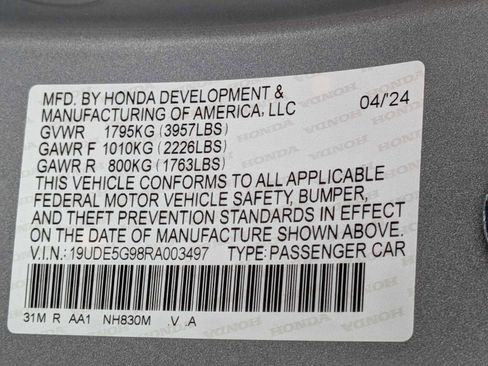 MFD. BY HONDA DEVELOPMENT &
MANUFACTURING OF AMERICA, LLC 04/'24
GVWR 1795KG (3957LBS)
GAWR F 1010KG (2226LBS)
GAWR R 800KG (1763LBS)
THIS VEHICLE CONFORMS TO ALL APPLICABLE
FEDERAL MOTOR VEHICLE SAFETY, BUMPER,
AND THEFT PREVENTION STANDARDS IN EFFECT
ON THE DATE OF MANUFACTURE SHOWN ABOVE.
V.I.N.: 19UDE5G98RA003497 TYPE: PASSENGER CAR
31M R AA1 NH830M .V .A